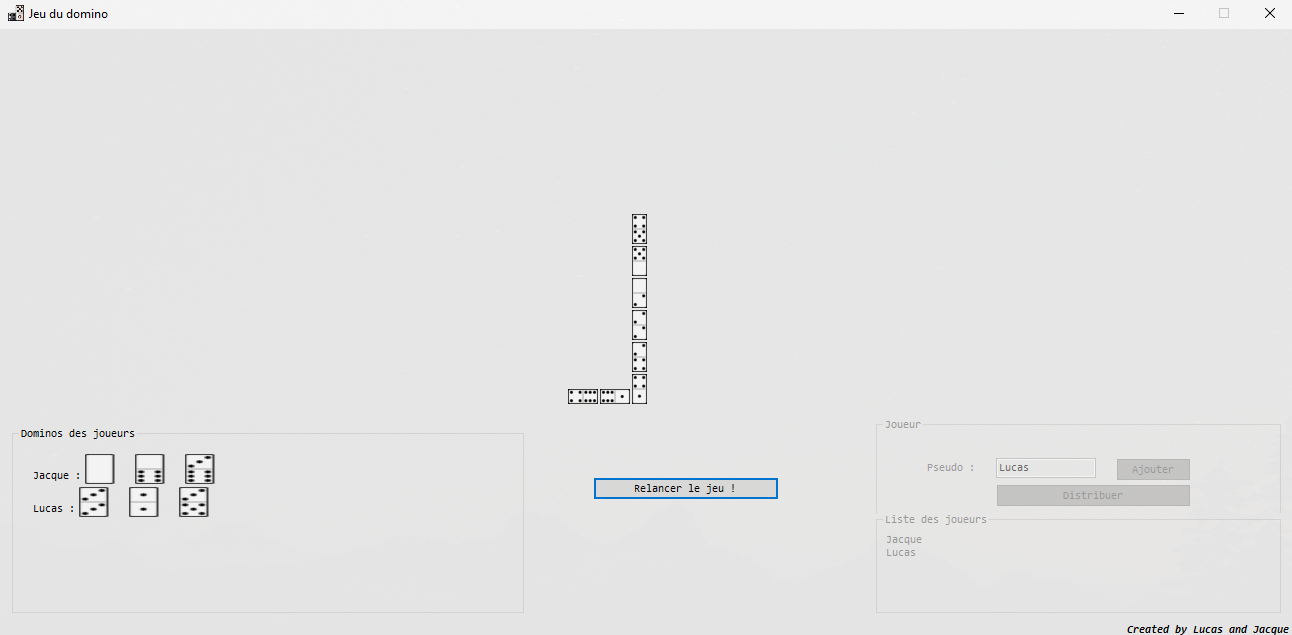 Jeu du domino
Dominos des joueurs
Jacque :
Lucas :
Relancer le jeu !
Joueur
Pseudo : Lucas Ajouter
Distribuer
Liste des joueurs
Jacque
Lucas
Created by Lucas and Jacque